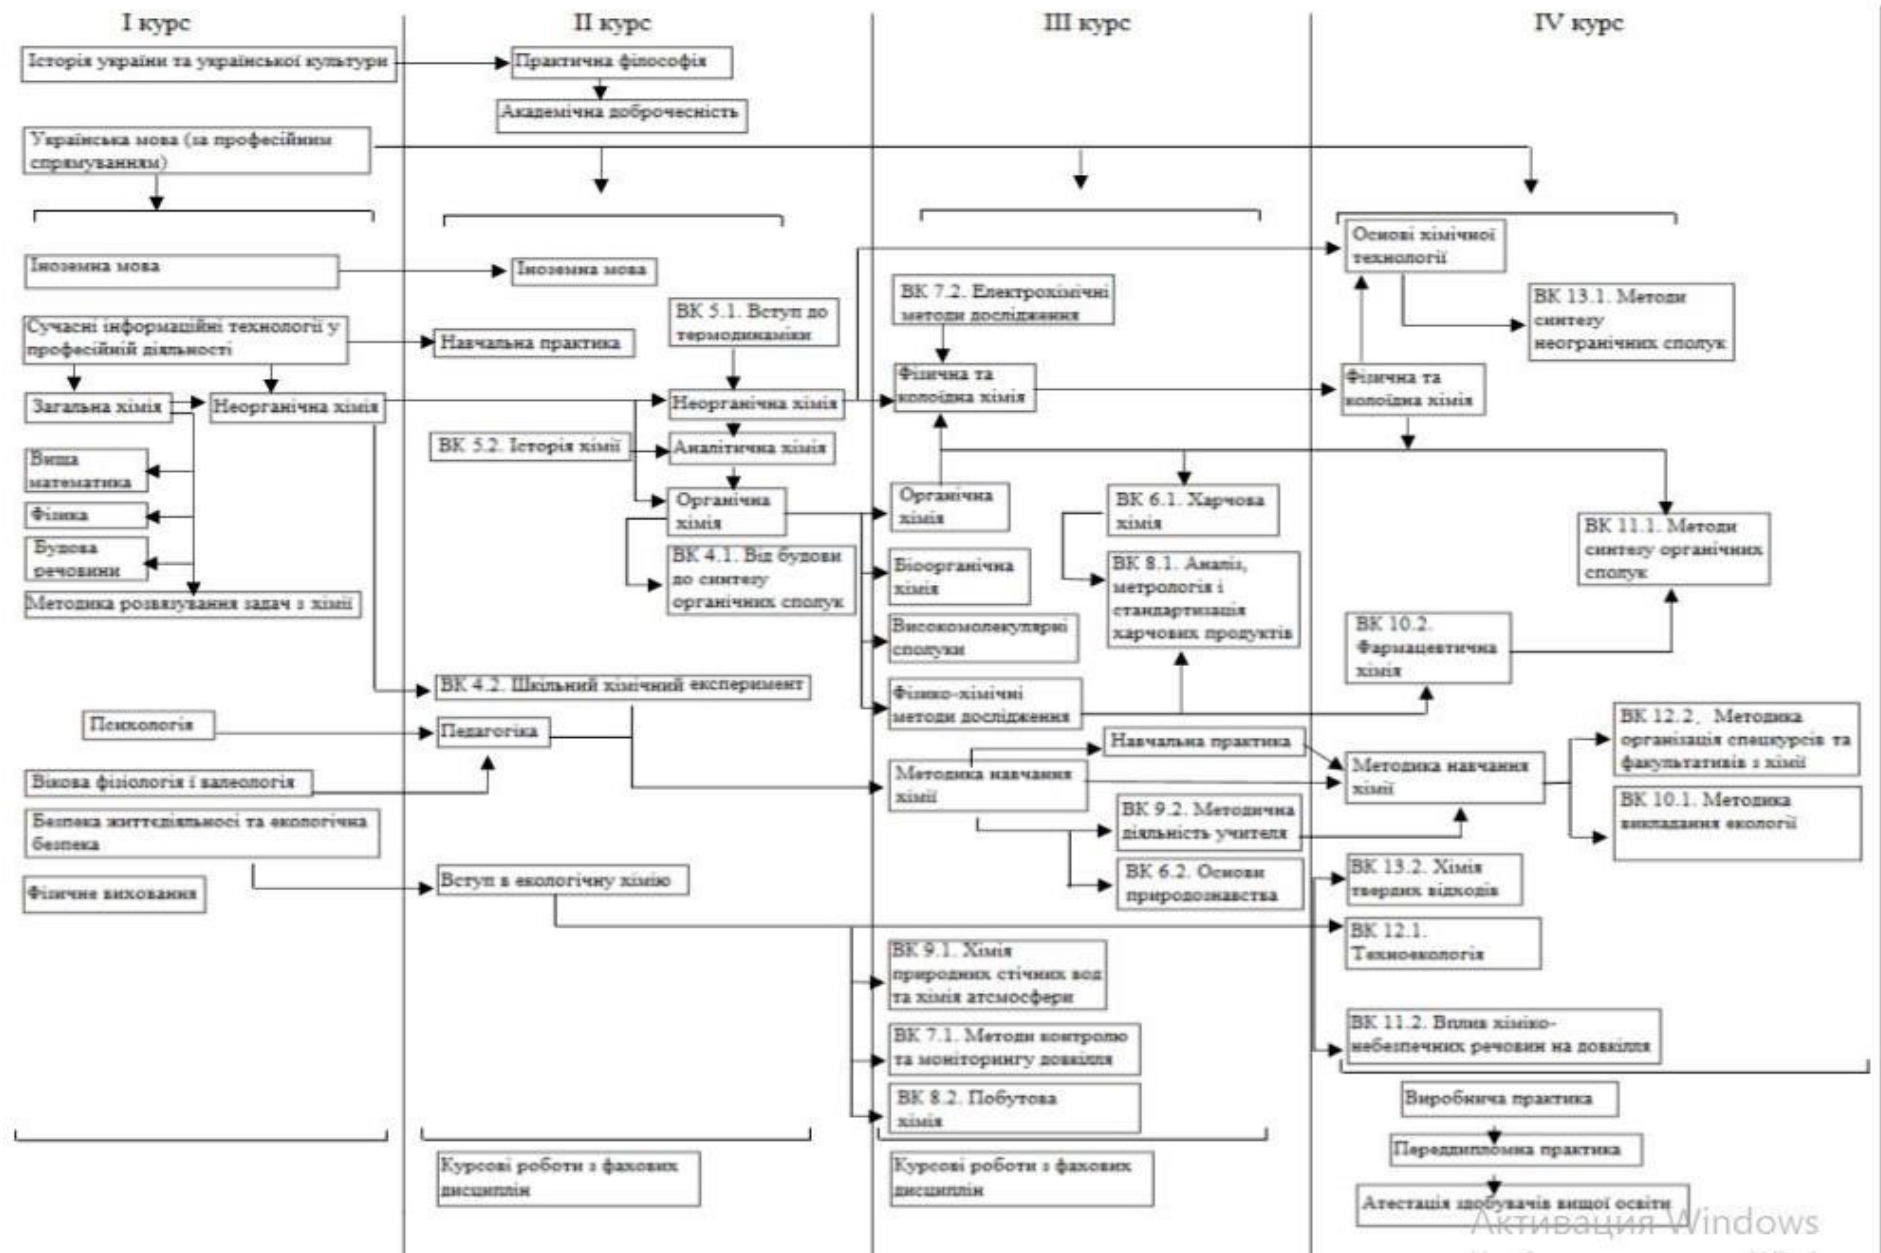 І курс
Історія україни та української культури
Українська мова (за професійним
спрямуванням)
Іноземна мова
Сучасні інформаційні технології у
професійній діяльності
Загальна хімія
Неорганічна хімія
Вища
математика
Фізика
Будова
речовини
Методика розвязування задач з хімії
Психологія
Вікова фізіологія і валеологія
Безпека життєдіяльносі та екологічна
безпека
Фізичне виховання
ІІ курс
Практична філософія
Академічна доброчесність
Іноземна мова
ВК 5.1. Вступ до
термодинаміки
Навчальна практика
Неорганічна хімія
ВК 5.2. Історія хімії
Аналітична хімія
Органічна
хімія
ВК 4.1. Від будови
до синтезу
органічних сполук
ВК 4.2. Шкільний хімічний експеримент
Педагогіка
Вступ в екологічну хімію
Курсові роботи з фахових
дисциплін
ІІІ курс
ВК 7.2. Електрохімічні
методи дослідження
Фізична та
колоїдна хімія
Органічна
хімія
ВК 6.1. Харчова
хімія
Біоорганічна
хімія
ВК 8.1. Аналіз,
метрологія і
стандартизація
харчових продуктів
Високомолекулярні
сполуки
Фізико-хімічні
методи дослідження
Навчальна практика
Методика навчання
хімії
ВК 9.2. Методична
діяльність учителя
ВК 6.2. Основи
природознавства
ВК 9.1. Хімія
природних стічних вод
та хімія атсмосфери
ВК 7.1. Методи контролю
та моніторингу довкілля
ВК 8.2. Побутова
хімія
Курсові роботи з фахових
дисциплін
IV курс
Основі хімічної
технології
ВК 13.1. Методи
синтезу
неогранічних сполук
Фізична та
колоїдна хімія
ВК 11.1. Методи
синтезу органічних
сполук
ВК 10.2.
Фармацевтична
хімія
ВК 12.2. Методика
організація спецкурсів та
факультативів з хімії
Методика навчання
хімії
ВК 10.1. Методика
викладання екології
ВК 13.2. Хімія
твердих відходів
ВК 12.1.
Техноекологія
ВК 11.2. Вплив хіміко-
небезпечних речовин на довкілля
Виробнича практика
Переддипломна практика
Атестація здобувачів вищої освіти
Активация Windows